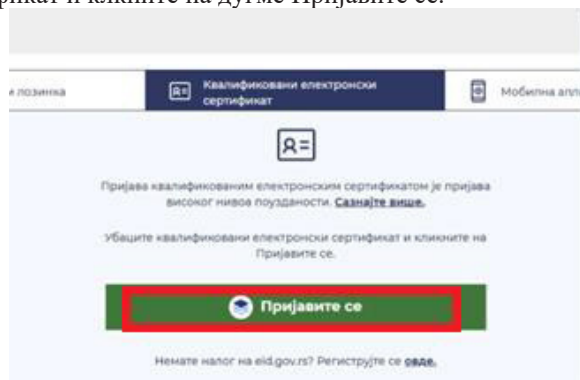 икат и кликните на дугме Пријавите се.
и лозинка
Квалификовани електронски
сертификат
Мобилна апл
Пријава квалификованим електронским сертификатом је пријава
високог нивоа поузданости. Сазнајте више.
Убаците квалификовани електронски сертификат и кликните на
Пријавите се.
Пријавите се
Немате налог на eid.gov.rs? Региструјте се овде.